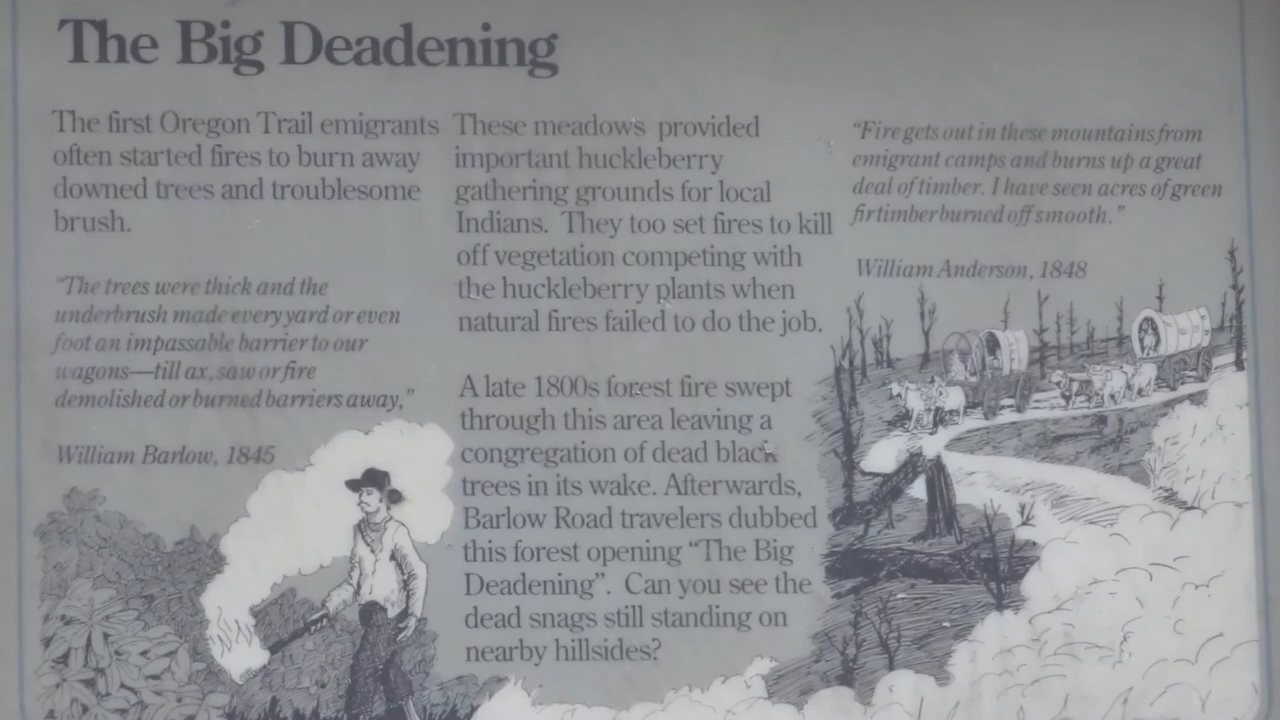 The Big Deadening
The first Oregon Trail emigrants
often started fires to burn away
downed trees and troublesome
brush.
"The trees were thick and the
underbrush made every yard or even
foot an impassable barrier to our
wagons—till ax, saw or fire
demolished or burned barriers away,"
William Barlow, 1845
These meadows provided
important huckleberry
gathering grounds for local
Indians. They too set fires to kill
off vegetation competing with
the huckleberry plants when
natural fires failed to do the job.
A late 1800s forest fire swept
through this area leaving a
congregation of dead black
trees in its wake. Afterwards,
Barlow Road travelers dubbed
this forest opening "The Big
Deadening". Can you see the
dead snags still standing on
nearby hillsides?
"Fire gets out in these mountains from
emigrant camps and burns up a great
deal of timber. I have seen acres of green
fir timber burned off smooth."
William Anderson, 1848